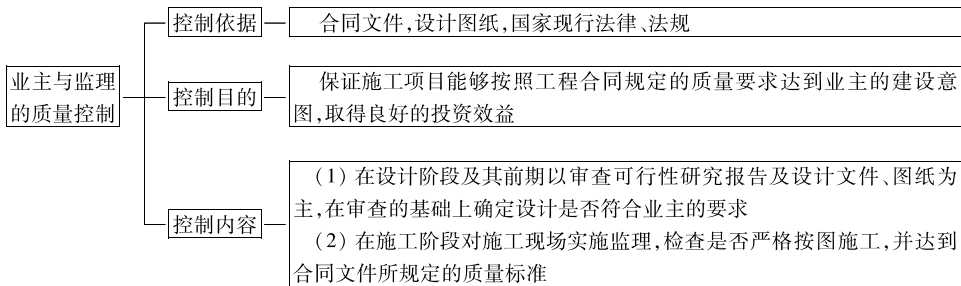 业主与监理
的质量控制
控制依据
合同文件,设计图纸,国家现行法律、法规
控制目的
保证施工项目能够按照工程合同规定的质量要求达到业主的建设意
图,取得良好的投资效益
控制内容
(1) 在设计阶段及其前期以审查可行性研究报告及设计文件、图纸为
主,在审查的基础上确定设计是否符合业主的要求
(2) 在施工阶段对施工现场实施监理,检查是否严格按图施工,并达到
合同文件所规定的质量标准